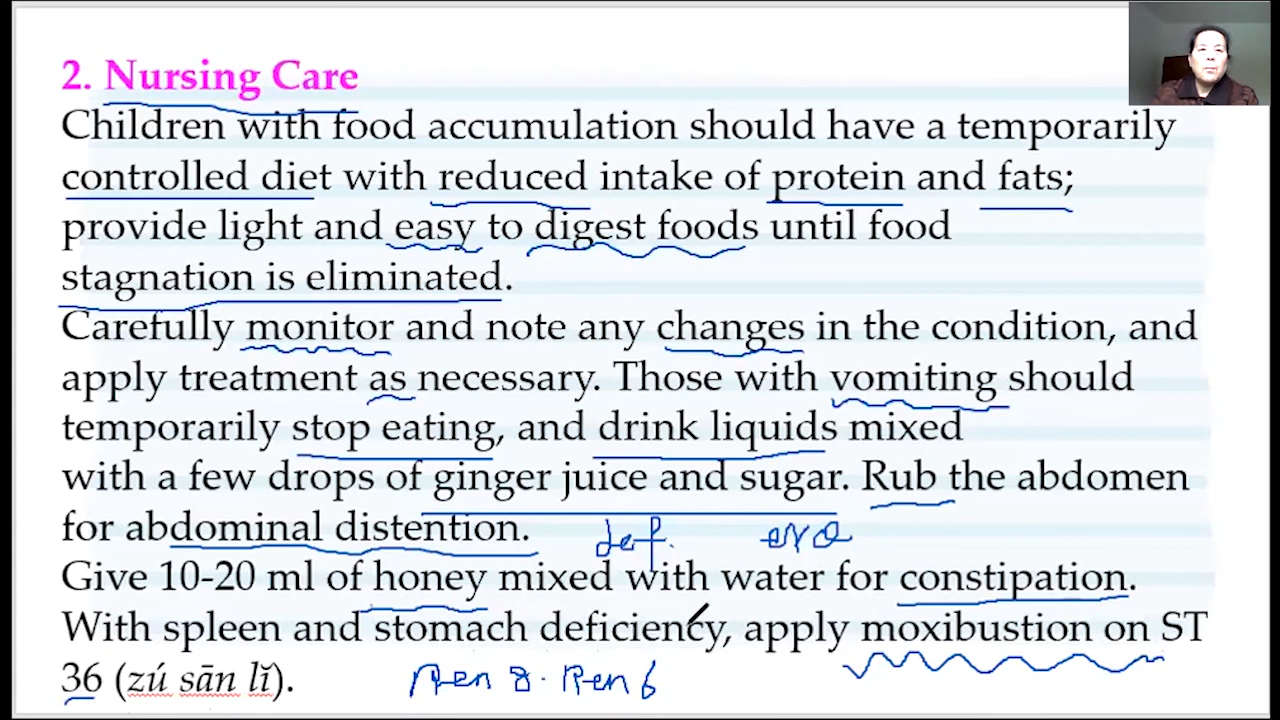 2. Nursing Care
Children with food accumulation should have a temporarily
controlled diet with reduced intake of protein and fats;
provide light and easy to digest foods until food
stagnation is eliminated.
Carefully monitor and note any changes in the condition, and
apply treatment as necessary. Those with vomiting should
temporarily stop eating, and drink liquids mixed
with a few drops of ginger juice and sugar. Rub the abdomen
for abdominal distention.
def.
Give 10-20 ml of honey mixed with water for constipation.
With spleen and stomach deficiency, apply moxibustion on ST
36 (zú sān lǐ).
Ren 8. Ren 6